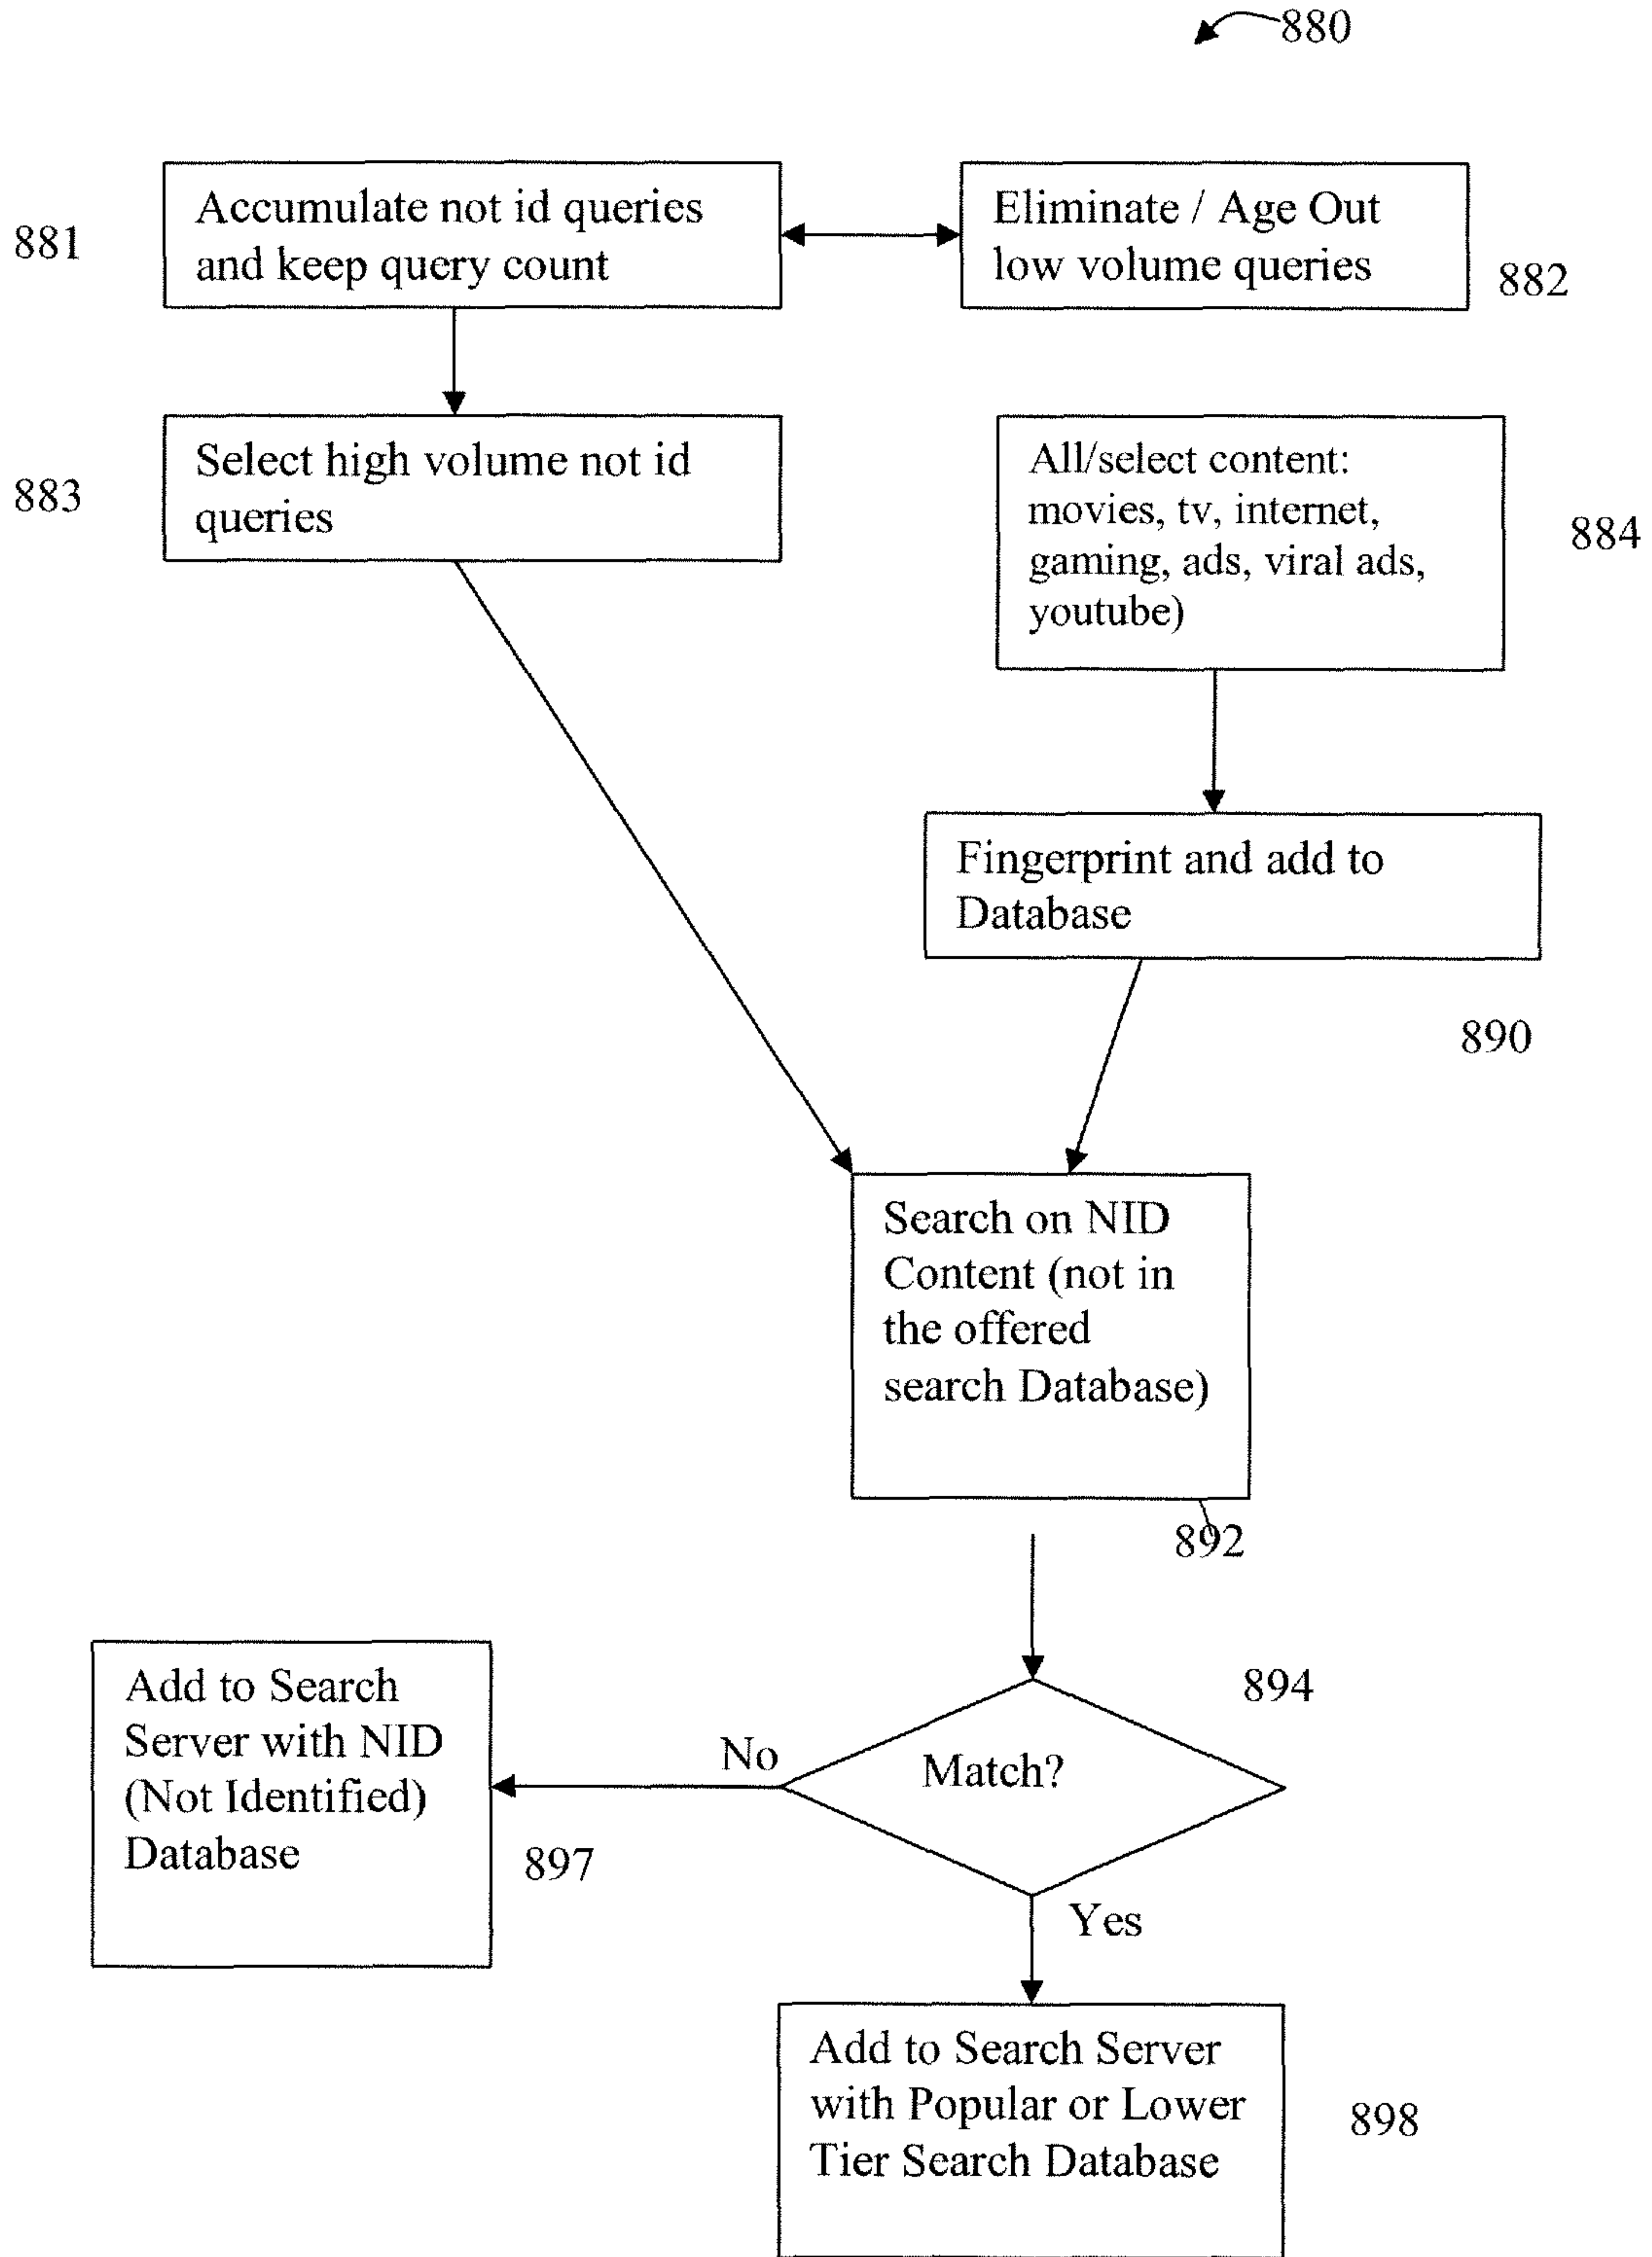 880
881
Accumulate not id queries
and keep query count
Eliminate / Age Out
low volume queries
882
883
Select high volume not id
queries
All/select content:
movies, tv, internet,
gaming, ads, viral ads,
youtube)
884
Fingerprint and add to
Database
890
Search on NID
Content (not in
the offered
search Database)
892
894
Match?
No
Yes
Add to Search
Server with NID
(Not Identified)
Database
897
Add to Search Server
with Popular or Lower
Tier Search Database
898